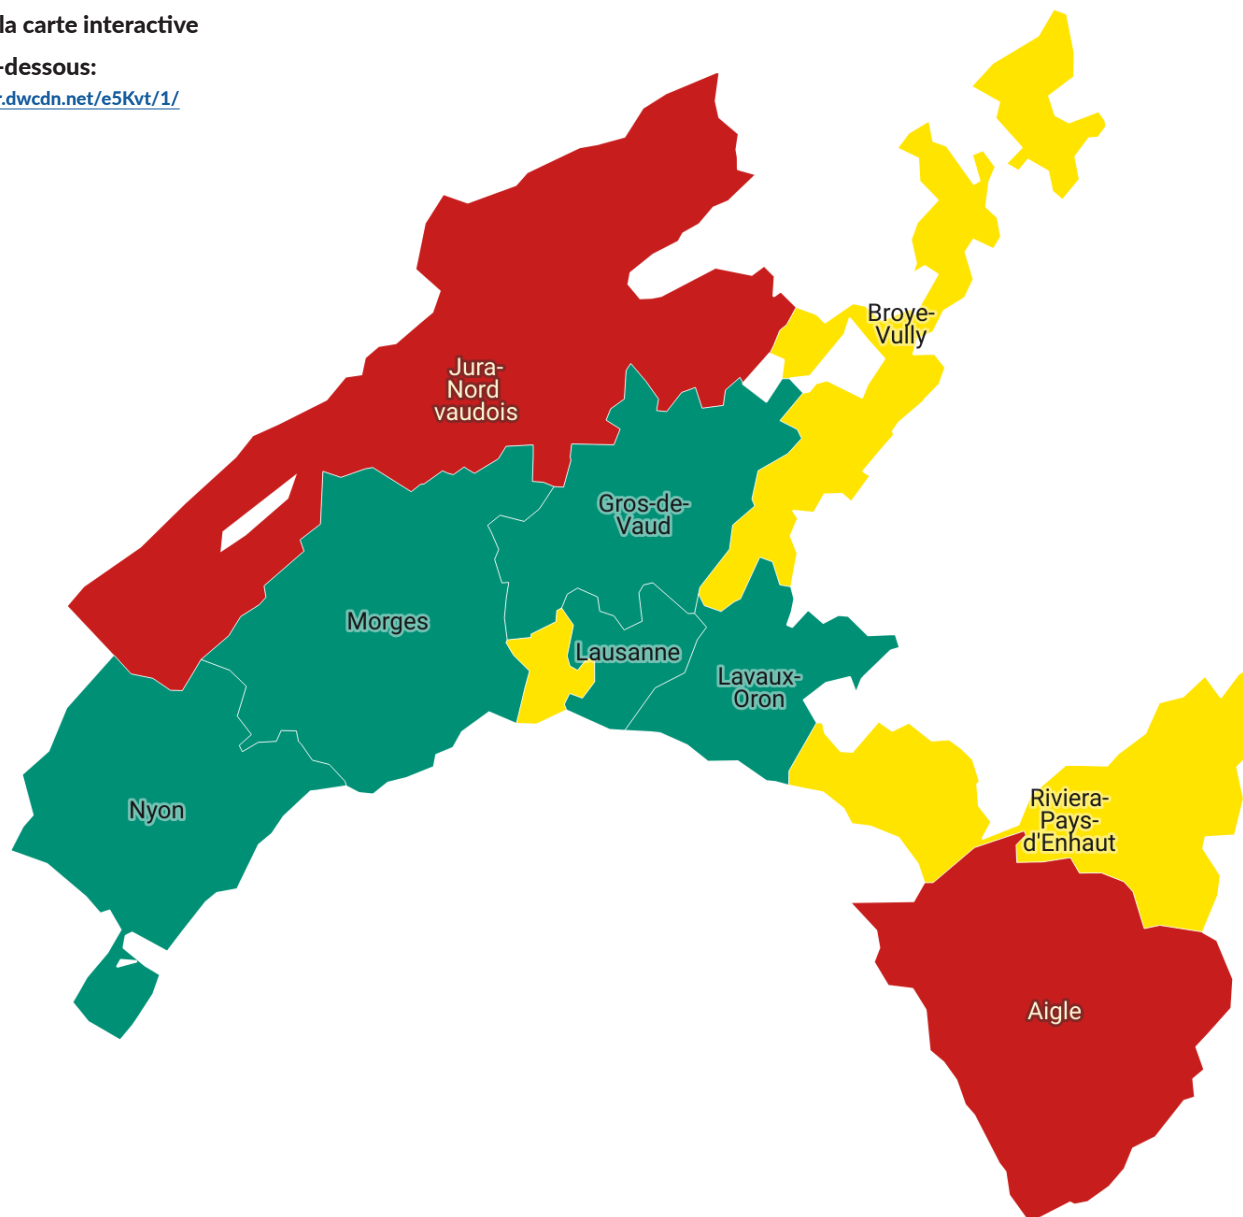 la carte interactive
-dessous:
r.dwcdn.net/e5Kvt/1/
Broye-
Vully
Jura-
Nord
vaudois
Gros-de-
Vaud
Morges
Lausanne
Lavaux-
Oron
Nyon
Riviera-
Pays-
d'Enhaut
Aigle